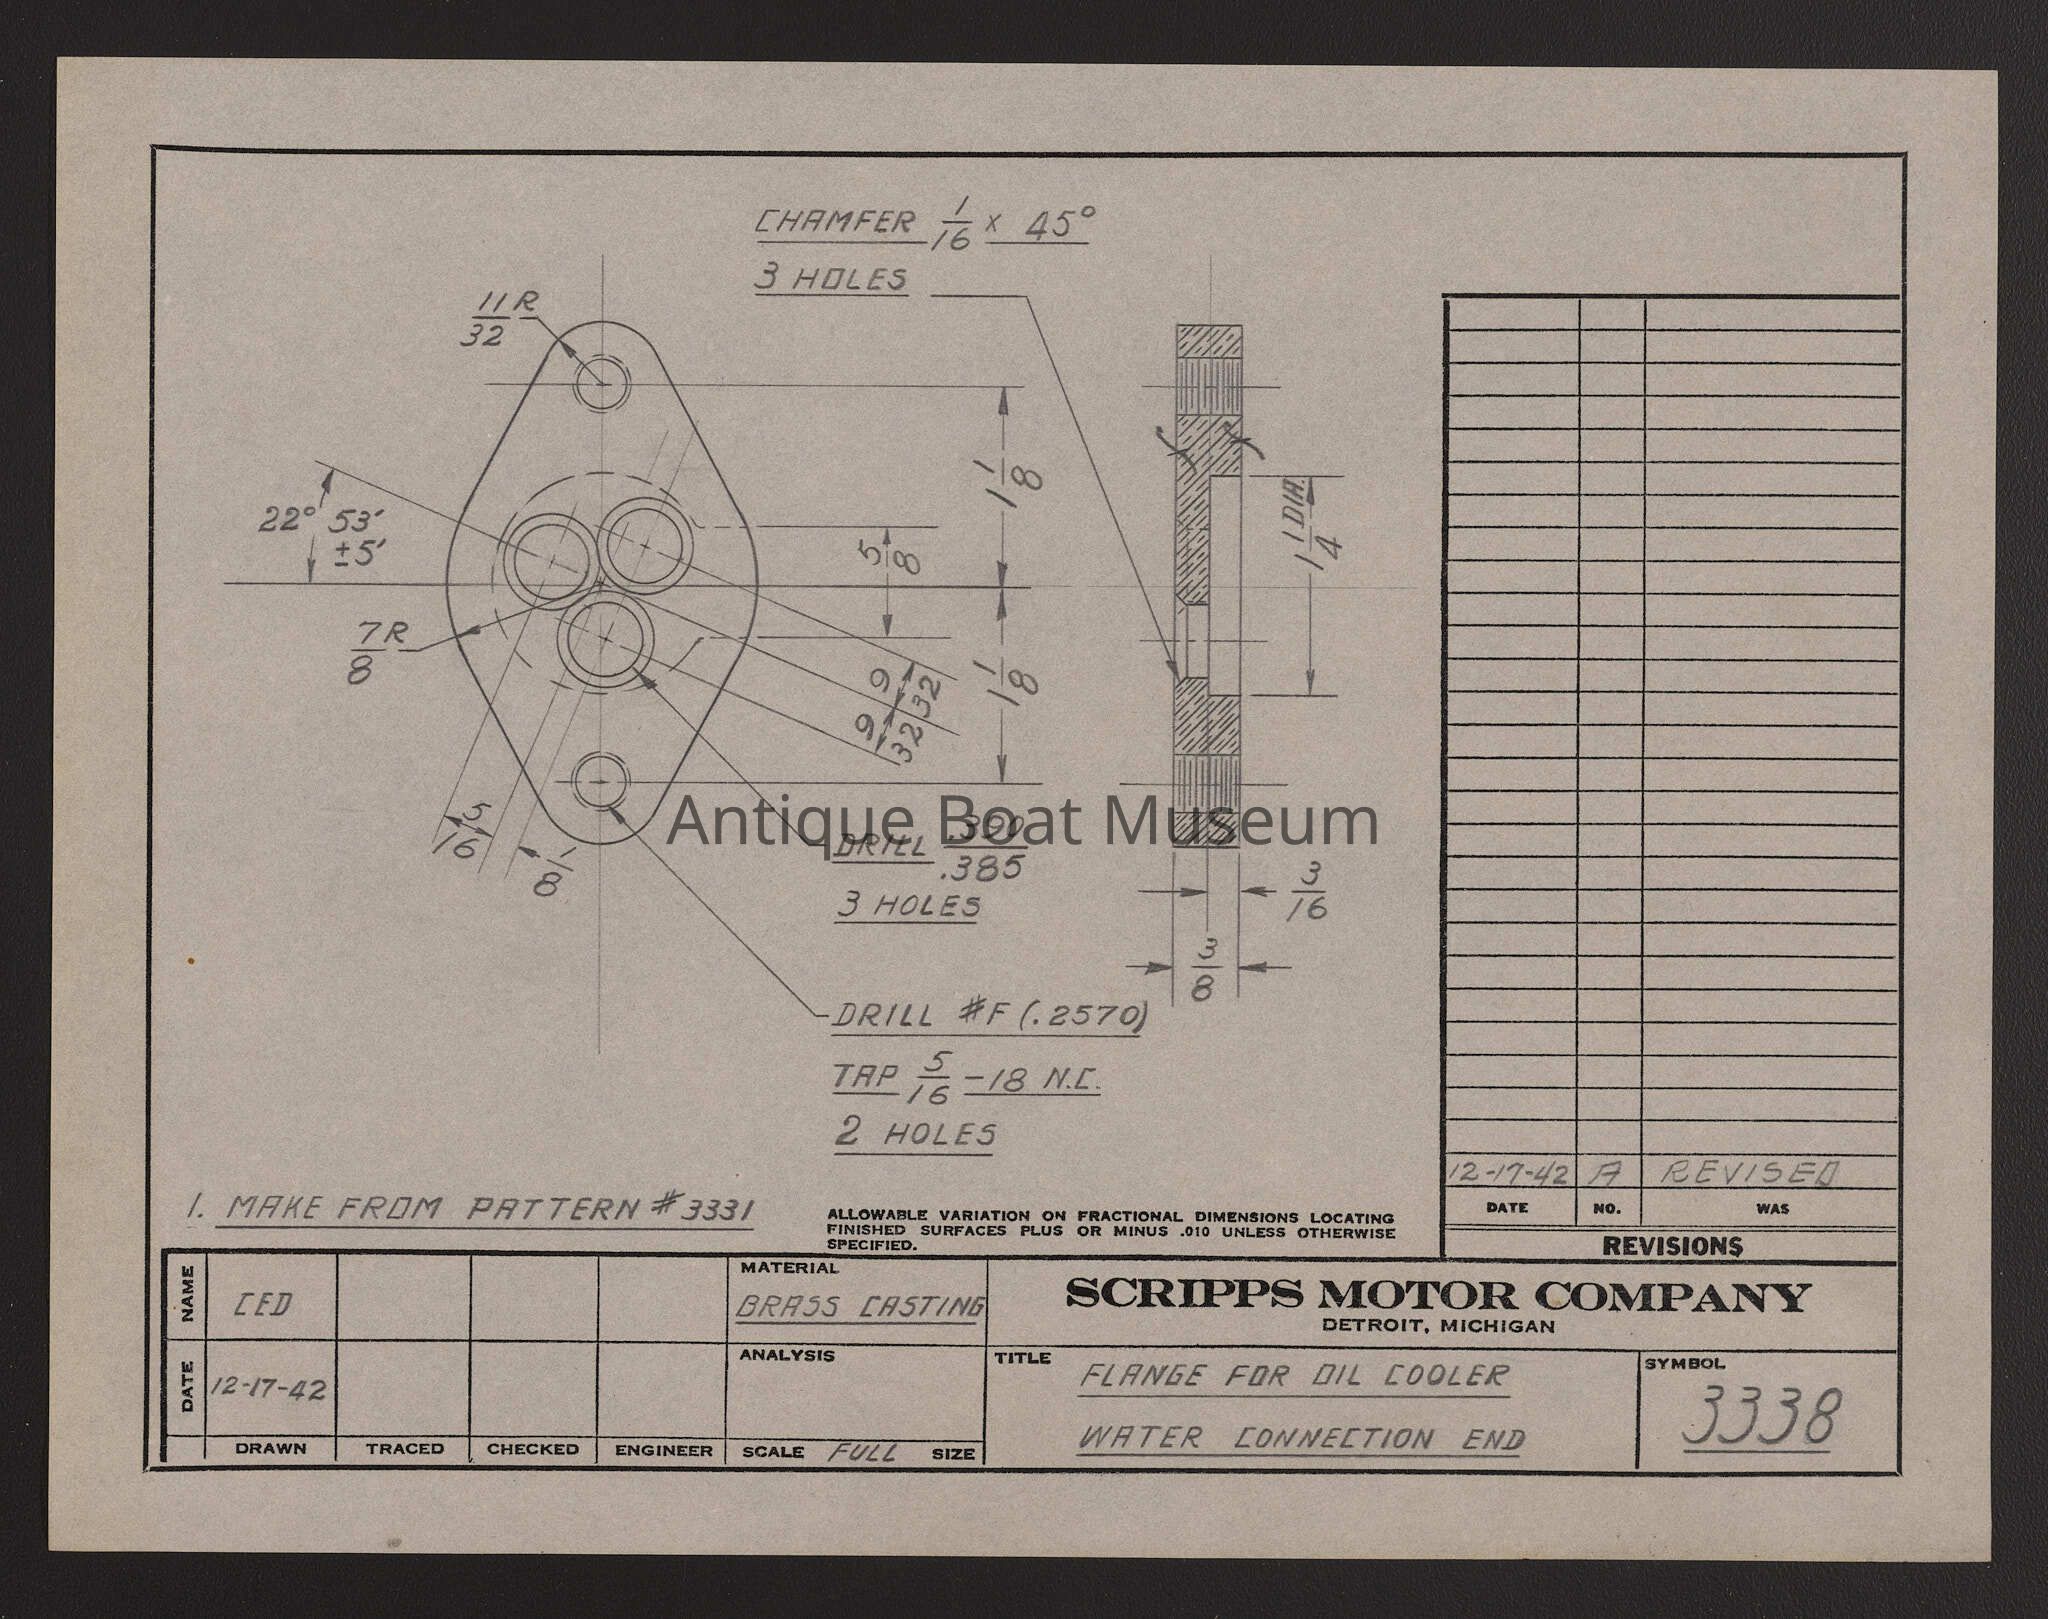 CHAMFER 1/16 x 45°
3 HOLES
11/32 R
22° 53'
±5'
7/8 R
1 1/8
5/8
1 1/8
9/32
9/32
5/16
1/8
f
f
1 1/4 DIA.
3/16
3/8
DRILL .390/.385
3 HOLES
Antique Boat Museum
DRILL #F (.2570)
TAP 5/16 -18 N.C.
2 HOLES
1. MAKE FROM PATTERN #3331
ALLOWABLE VARIATION ON FRACTIONAL DIMENSIONS LOCATING
FINISHED SURFACES PLUS OR MINUS .010 UNLESS OTHERWISE
SPECIFIED.
12-17-42 A REVISED
DATE NO. WAS
REVISIONS
NAME CED
DATE 12-17-42
DRAWN TRACED CHECKED ENGINEER
MATERIAL
BRASS CASTING
ANALYSIS
SCALE FULL SIZE
SCRIPPS MOTOR COMPANY
DETROIT, MICHIGAN
TITLE FLANGE FOR OIL COOLER
WATER CONNECTION END
SYMBOL
3338